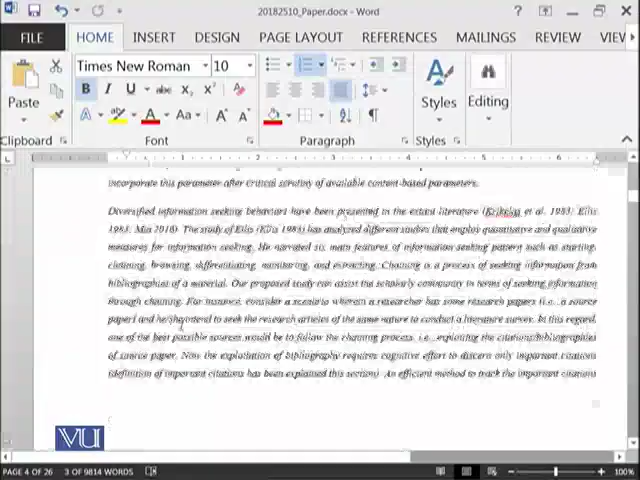 20182510_Paper.docx - Word
FILE HOME INSERT DESIGN PAGE LAYOUT REFERENCES MAILINGS REVIEW VIEW
Times New Roman 10
Paste
Styles
Editing
Clipboard Font Paragraph Styles
incorporate this parameter after critical scrutiny of available content-based parameters.
Diversified information seeking behaviors have been presented in the extant literature (Erikslsa et al. 1983; Ellis
1983; Mia 2018). The study of Ellis (Ellis 1983) has analyzed different studies that employ quantitative and qualitative
measures for information seeking. He narrated six main features of information seeking pattern such as starting,
chaining, browsing, differentiating, monitoring, and extracting. Chaining is a process of seeking information from
bibliographies of a material. Our proposed study can assist the scholarly community in terms of seeking information
through chaining. For instance, consider a scenario wherein a researcher has some research papers (i.e., a source
paper) and he/she intend to seek the research articles of the same nature to conduct a literature survey. In this regard,
one of the best possible sources would be to follow the chaining process, i.e., exploring the citations/bibliographies
of source paper. Now the exploitation of bibliography requires cognitive effort to discern only important citations
(definition of important citations has been explained this section). An efficient method to track the important citations
VU
PAGE 4 OF 26 3 OF 9814 WORDS 100%